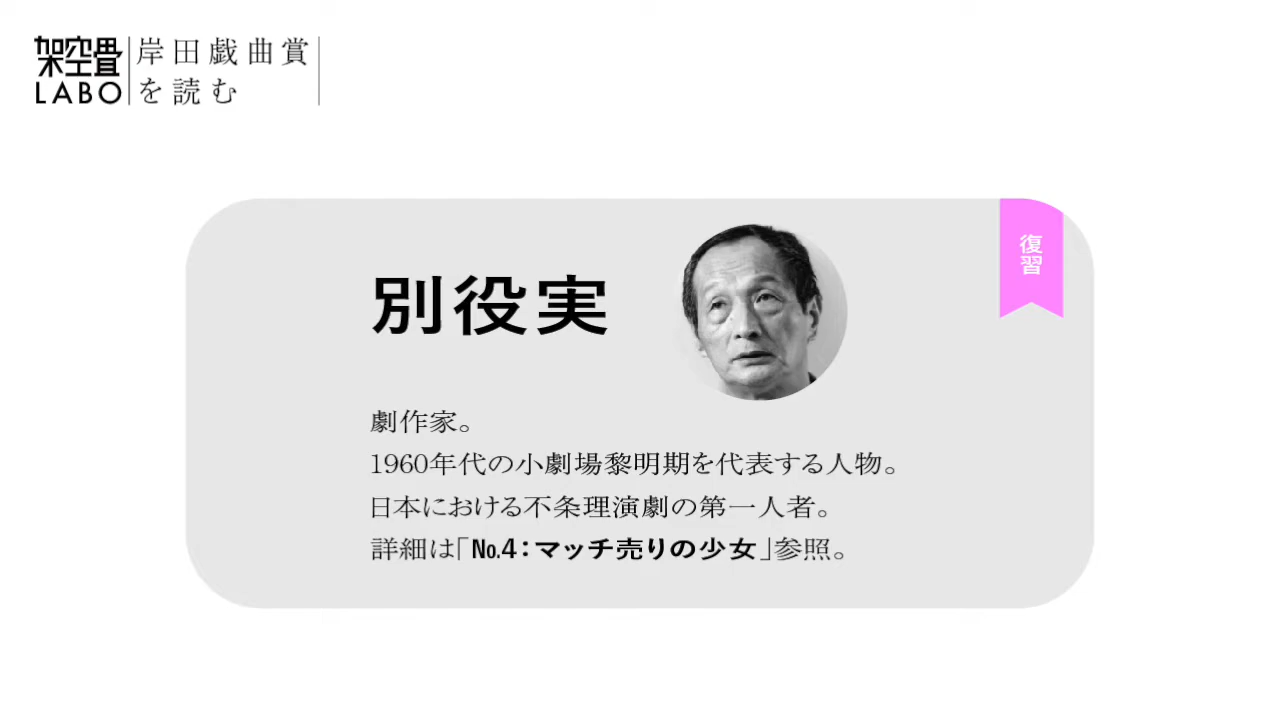 架空畳
LABO
岸田戯曲賞
を読む
復習
別役実
劇作家。
1960年代の小劇場黎明期を代表する人物。
日本における不条理演劇の第一人者。
詳細は「№4：マッチ売りの少女」参照。